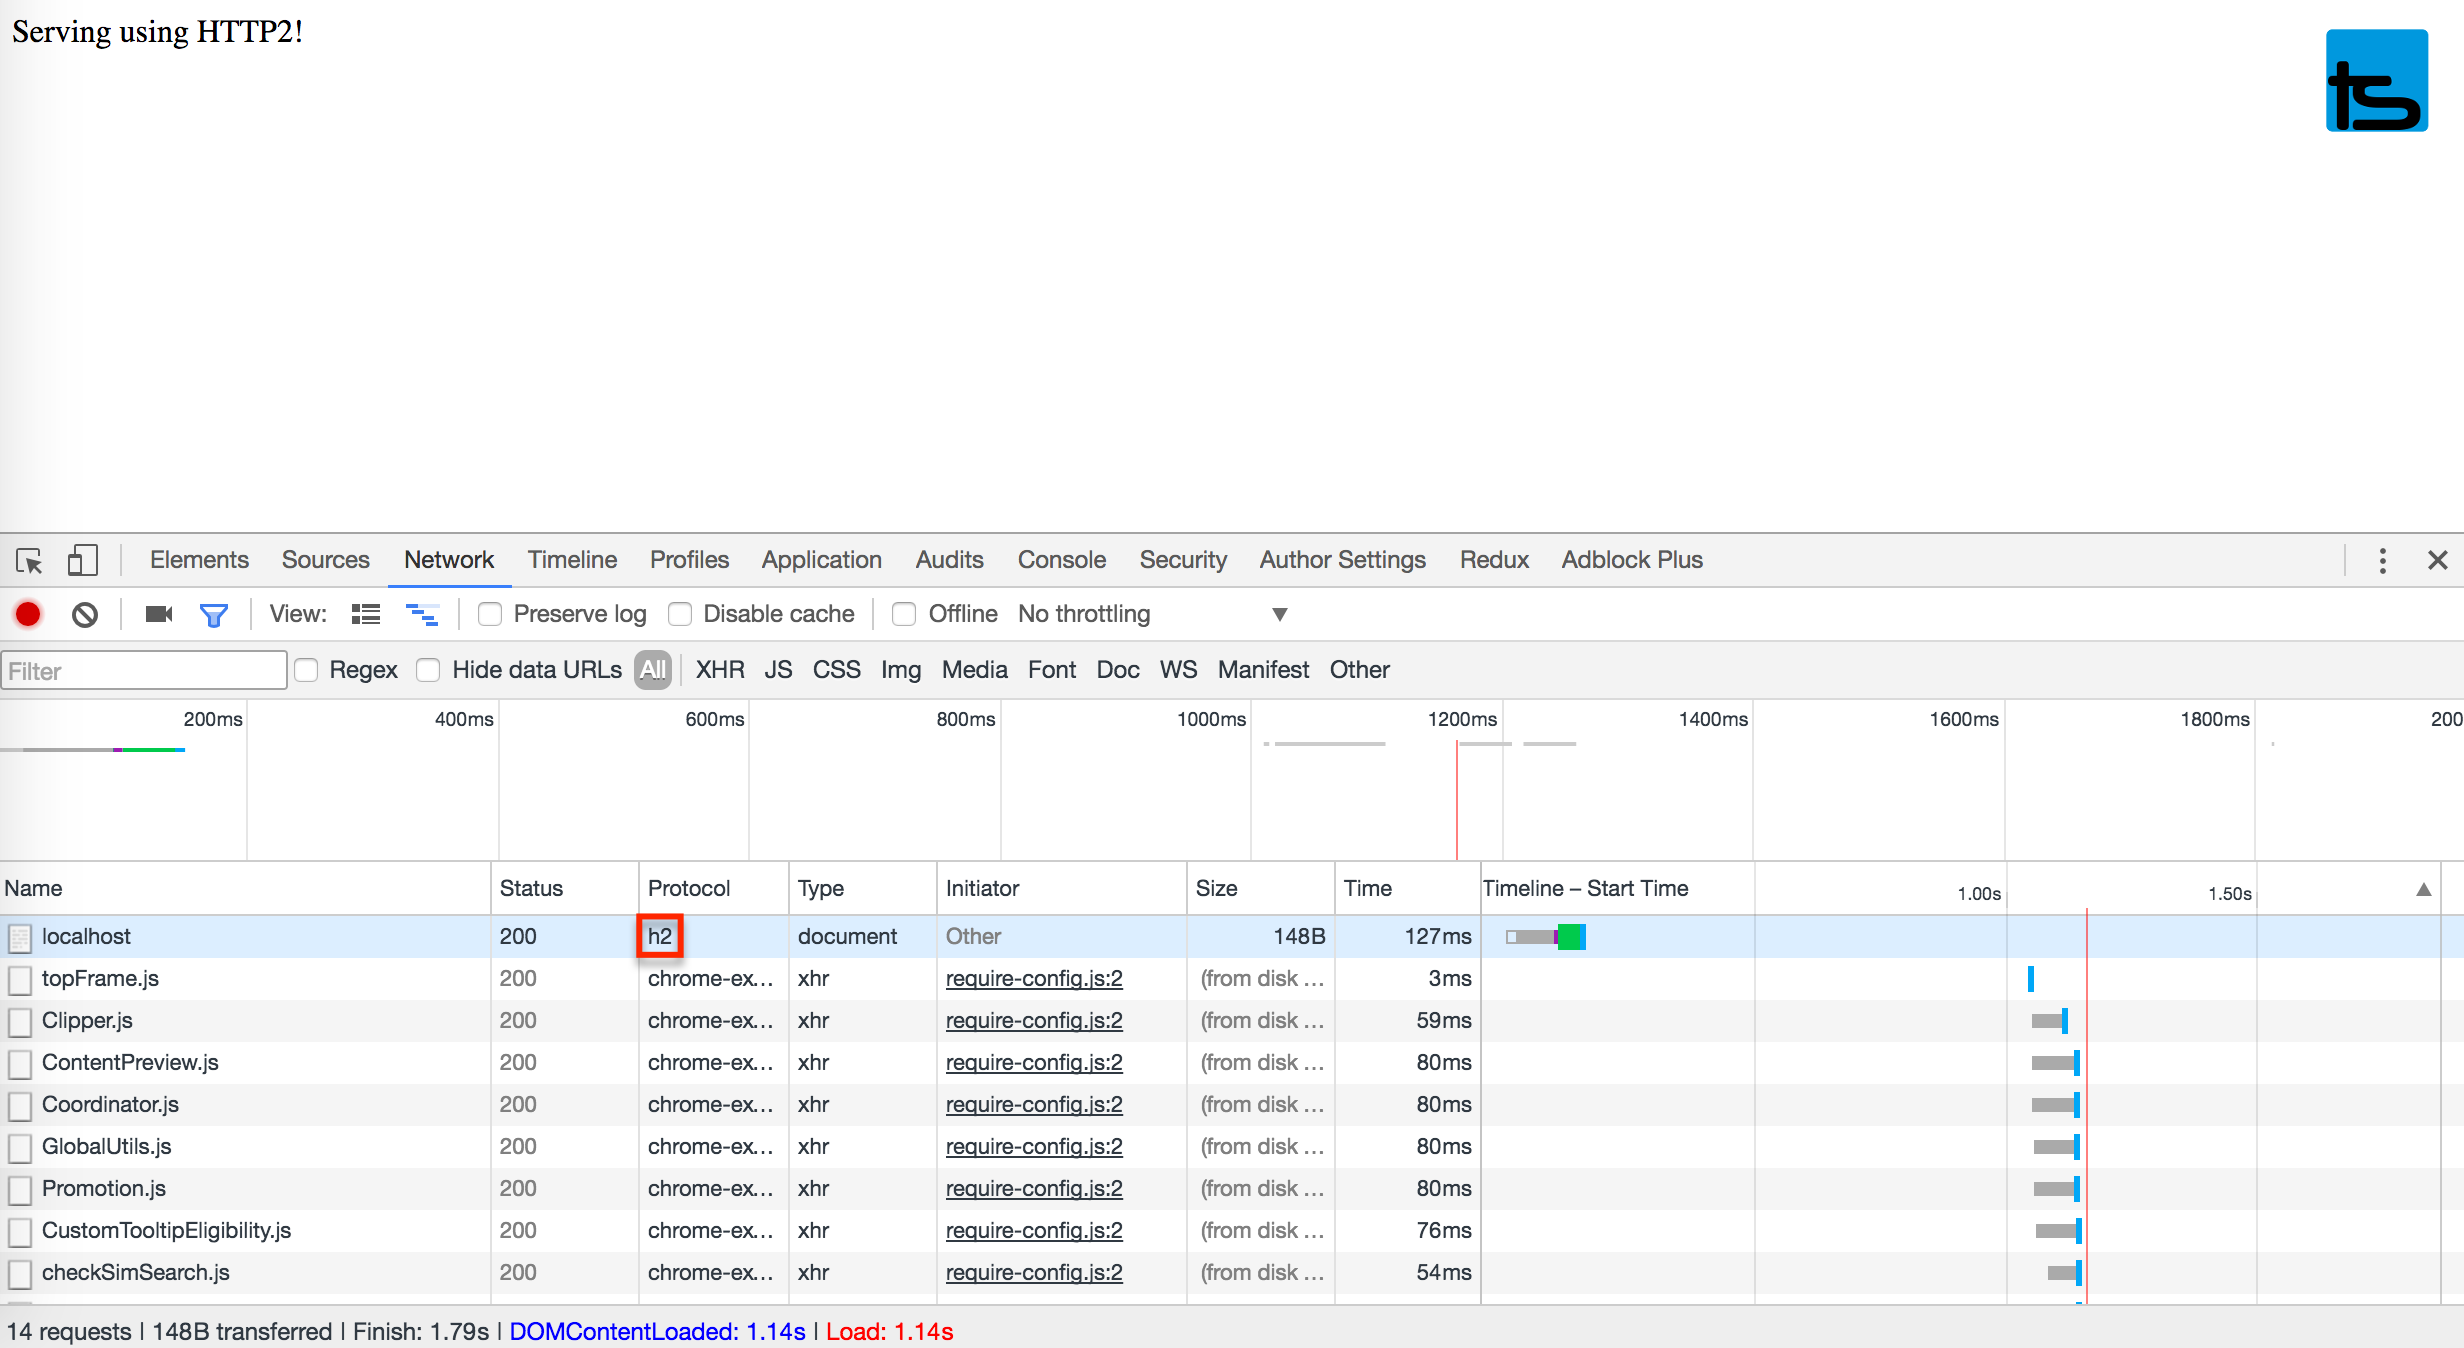 Serving using HTTP2!
ts
Elements Sources Network Timeline Profiles Application Audits Console Security Author Settings Redux Adblock Plus
View: Preserve log Disable cache Offline No throttling
Filter Regex Hide data URLs All XHR JS CSS Img Media Font Doc WS Manifest Other
200ms 400ms 600ms 800ms 1000ms 1200ms 1400ms 1600ms 1800ms 200
Name Status Protocol Type Initiator Size Time Timeline – Start Time 1.00s 1.50s
localhost 200 h2 document Other 148B 127ms
topFrame.js 200 chrome-ex... xhr require-config.js:2 (from disk ... 3ms
Clipper.js 200 chrome-ex... xhr require-config.js:2 (from disk ... 59ms
ContentPreview.js 200 chrome-ex... xhr require-config.js:2 (from disk ... 80ms
Coordinator.js 200 chrome-ex... xhr require-config.js:2 (from disk ... 80ms
GlobalUtils.js 200 chrome-ex... xhr require-config.js:2 (from disk ... 80ms
Promotion.js 200 chrome-ex... xhr require-config.js:2 (from disk ... 80ms
CustomTooltipEligibility.js 200 chrome-ex... xhr require-config.js:2 (from disk ... 76ms
checkSimSearch.js 200 chrome-ex... xhr require-config.js:2 (from disk ... 54ms
14 requests | 148B transferred | Finish: 1.79s | DOMContentLoaded: 1.14s | Load: 1.14s